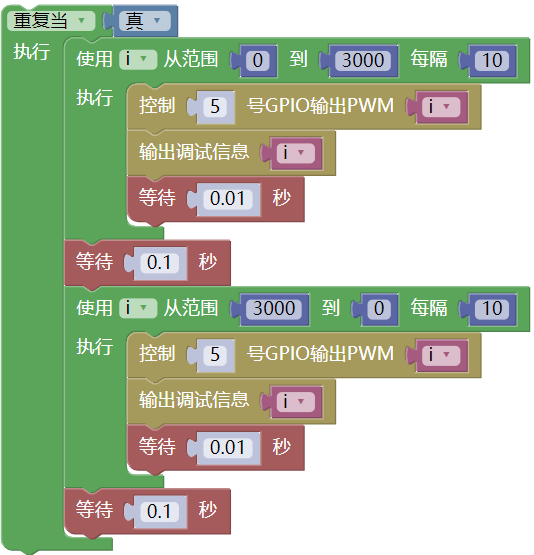 重复当 真
执行 使用 i 从范围 0 到 3000 每隔 10
执行 控制 5 号GPIO输出PWM i
输出调试信息 i
等待 0.01 秒
等待 0.1 秒
使用 i 从范围 3000 到 0 每隔 10
执行 控制 5 号GPIO输出PWM i
输出调试信息 i
等待 0.01 秒
等待 0.1 秒